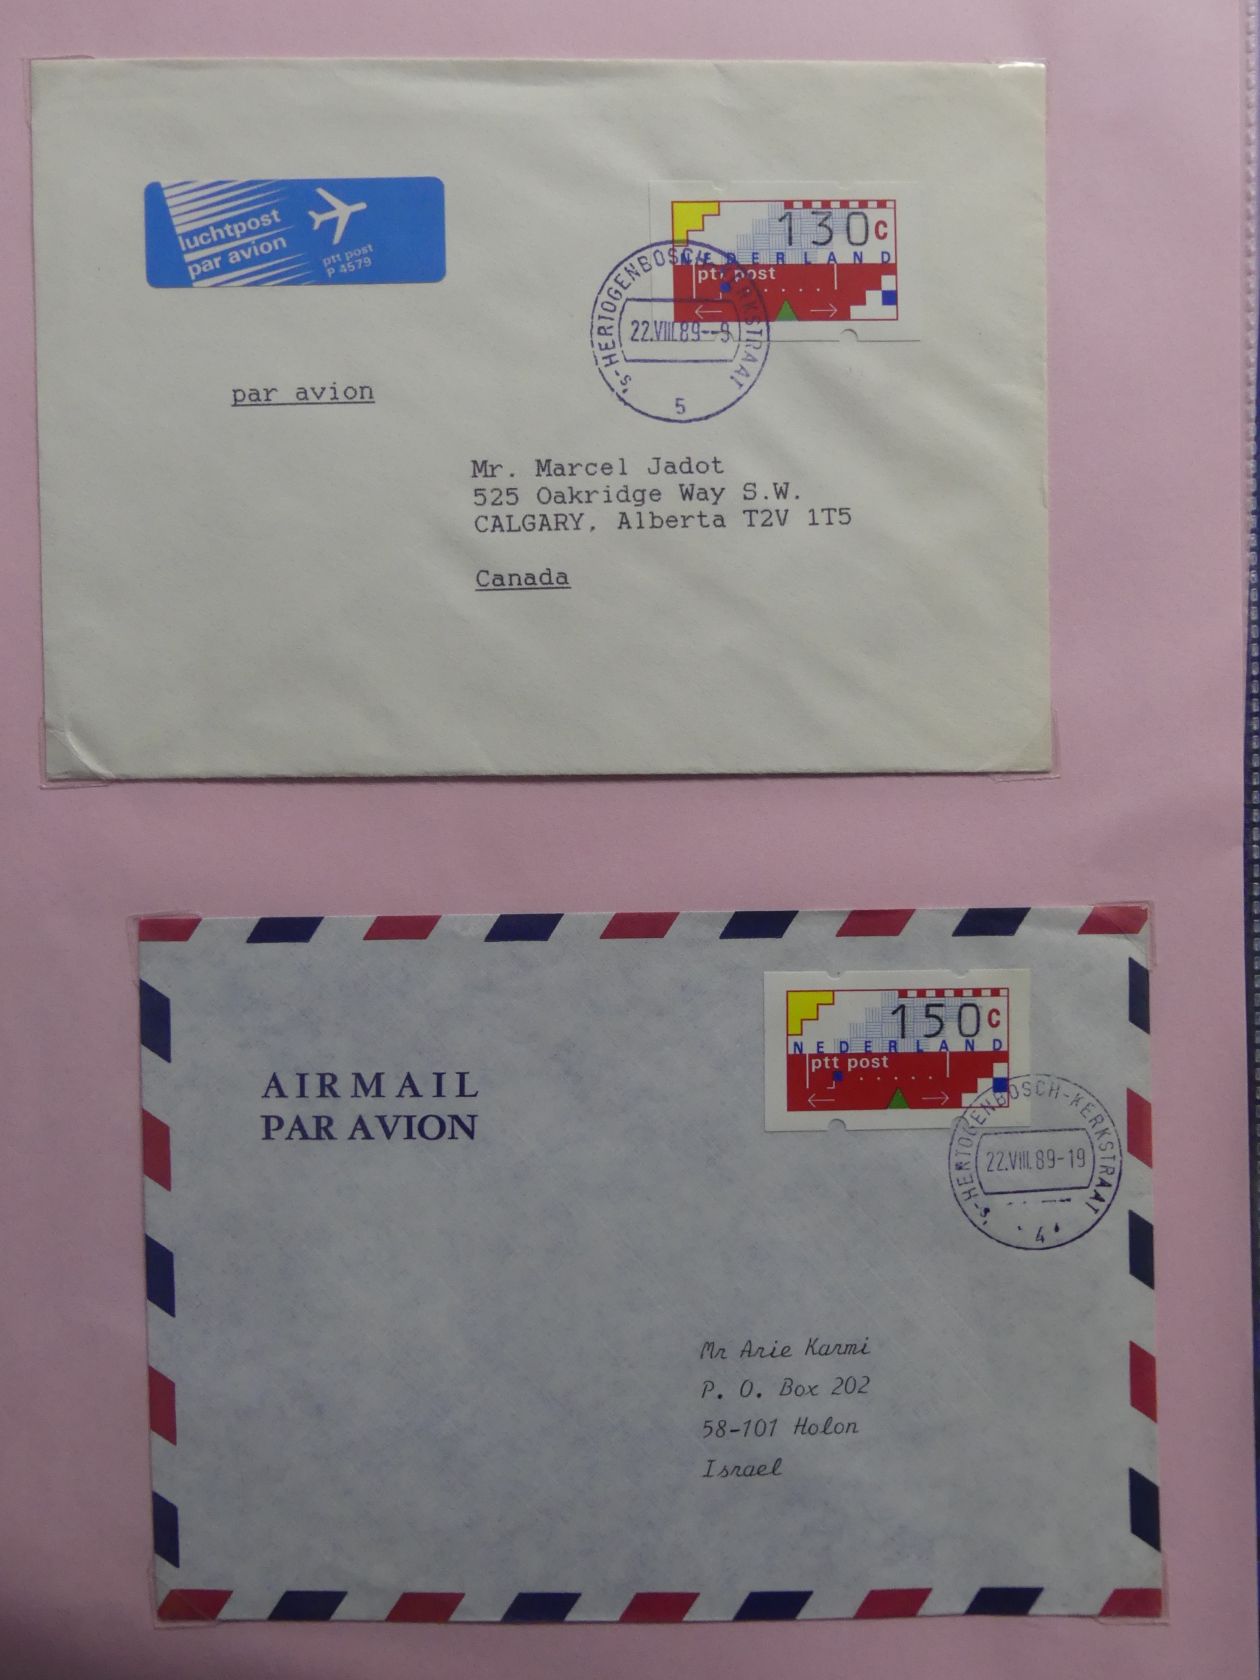 luchtpost
par avion
ptt post
P 4579
130c
NEDERLAND
ptt post
's-HERTOGENBOSCH-KERKSTRAAT
22.VIII.89--9
5
par avion
Mr. Marcel Jadot
525 Oakridge Way S.W.
CALGARY, Alberta T2V 1T5
Canada
150c
NEDERLAND
ptt post
AIRMAIL
PAR AVION
's-HERTOGENBOSCH-KERKSTRAAT
22.VIII.89-19
4
Mr Arie Karmi
P. O. Box 202
58-101 Holon
Israel